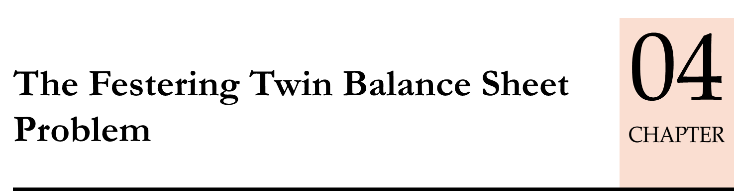 The Festering Twin Balance Sheet
Problem
04
CHAPTER